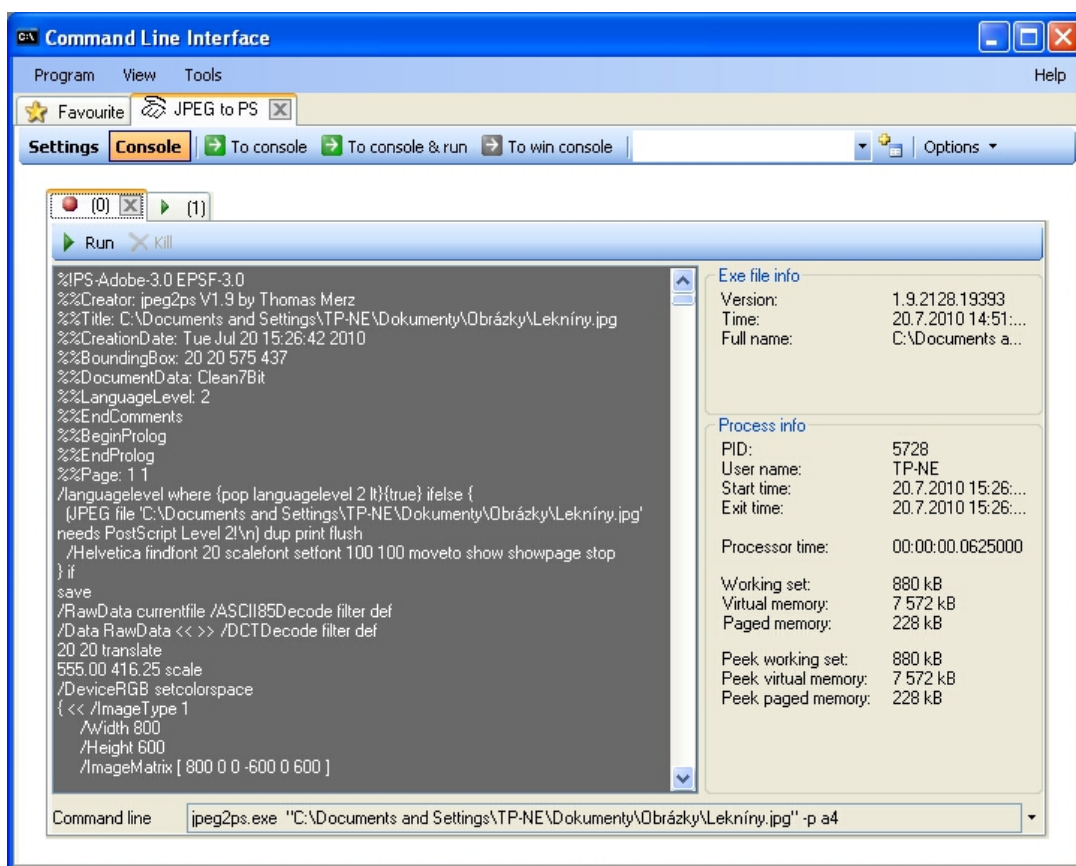 C:\ Command Line Interface
Program View Tools Help
Favourite JPEG to PS
Settings Console To console To console & run To win console Options
(0) (1)
Run Kill
%!PS-Adobe-3.0 EPSF-3.0
%%Creator: jpeg2ps V1.9 by Thomas Merz
%%Title: C:\Documents and Settings\TP-NE\Dokumenty\Obrázky\Lekníny.jpg
%%CreationDate: Tue Jul 20 15:26:42 2010
%%BoundingBox: 20 20 575 437
%%DocumentData: Clean7Bit
%%LanguageLevel: 2
%%EndComments
%%BeginProlog
%%EndProlog
%%Page: 1 1
/languagelevel where {pop languagelevel 2 lt}{true} ifelse {
(JPEG file 'C:\Documents and Settings\TP-NE\Dokumenty\Obrázky\Lekníny.jpg'
needs PostScript Level 2!\n) dup print flush
/Helvetica findfont 20 scalefont setfont 100 100 moveto show showpage stop
} if
save
/RawData currentfile /ASCII85Decode filter def
/Data RawData << >> /DCTDecode filter def
20 20 translate
555.00 416.25 scale
/DeviceRGB setcolorspace
{ << /ImageType 1
/Width 800
/Height 600
/ImageMatrix [ 800 0 0 -600 0 600 ]
Exe file info
Version: 1.9.2128.19393
Time: 20.7.2010 14:51:...
Full name: C:\Documents a...
Process info
PID: 5728
User name: TP-NE
Start time: 20.7.2010 15:26:...
Exit time: 20.7.2010 15:26:...
Processor time: 00:00:00.0625000
Working set: 880 kB
Virtual memory: 7 572 kB
Paged memory: 228 kB
Peek working set: 880 kB
Peek virtual memory: 7 572 kB
Peek paged memory: 228 kB
Command line jpeg2ps.exe "C:\Documents and Settings\TP-NE\Dokumenty\Obrázky\Lekníny.jpg" -p a4